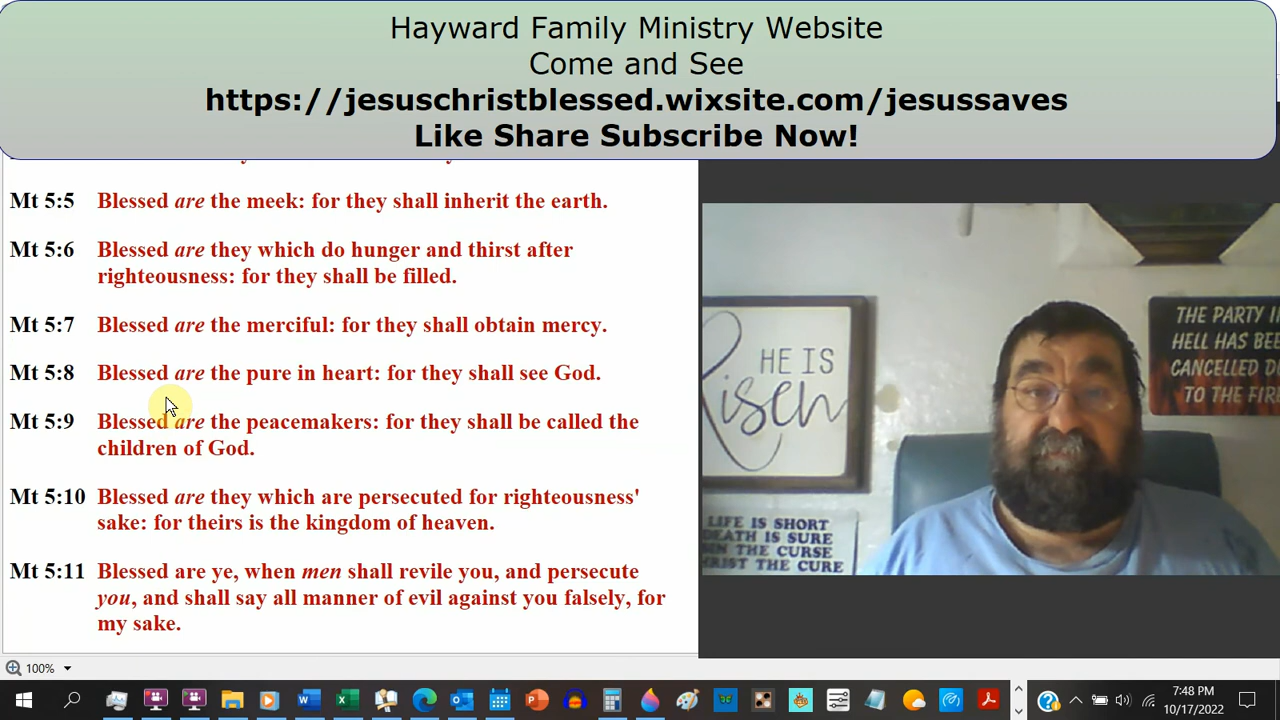 Hayward Family Ministry Website
Come and See
https://jesuschristblessed.wixsite.com/jesussaves
Like Share Subscribe Now!
Mt 5:5 Blessed are the meek: for they shall inherit the earth.
Mt 5:6 Blessed are they which do hunger and thirst after
righteousness: for they shall be filled.
Mt 5:7 Blessed are the merciful: for they shall obtain mercy.
Mt 5:8 Blessed are the pure in heart: for they shall see God.
Mt 5:9 Blessed are the peacemakers: for they shall be called the
children of God.
Mt 5:10 Blessed are they which are persecuted for righteousness'
sake: for theirs is the kingdom of heaven.
Mt 5:11 Blessed are ye, when men shall revile you, and persecute
you, and shall say all manner of evil against you falsely, for
my sake.
HE IS
Risen
THE PARTY
HELL HAS
CANCELLED
TO THE
LIFE IS SHORT
DEATH IS SURE
THE CURSE
THE CURE
100%
7:48 PM
10/17/2022